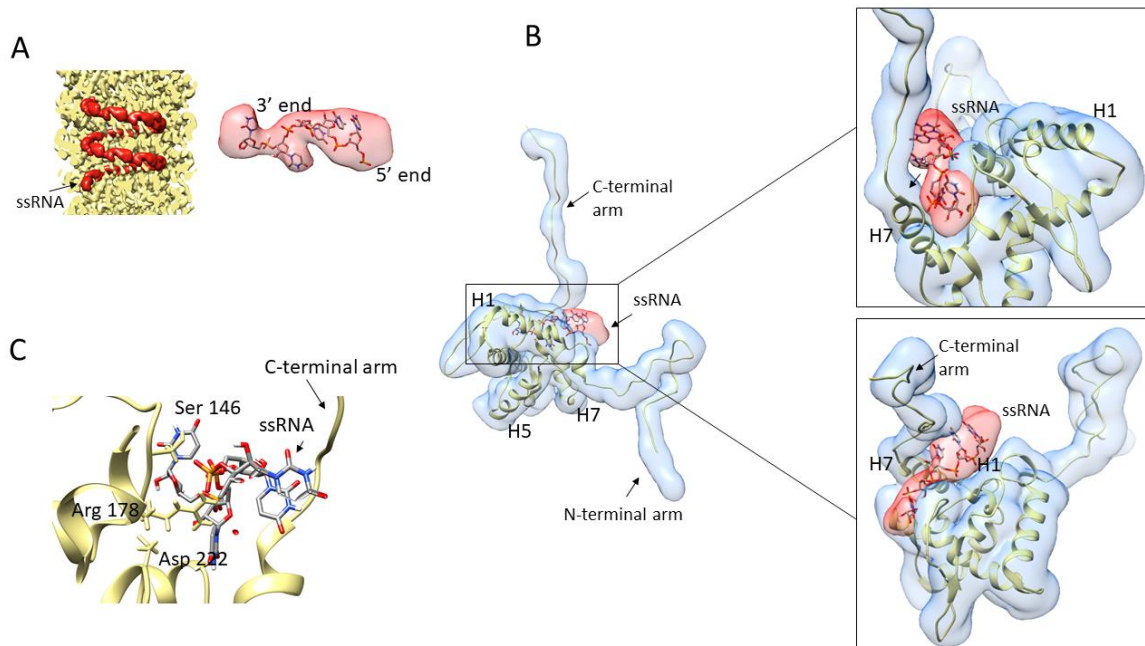 A
3' end
5' end
ssRNA
B
C-terminal
arm
H1
ssRNA
H5
H7
N-terminal arm
ssRNA
H1
H7
C-terminal
arm
ssRNA
H7
H1
C
C-terminal arm
Ser 146
ssRNA
Arg 178
Asp 222